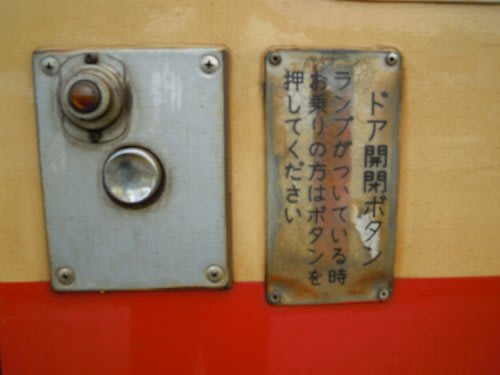 ドア開閉ボタン
ランプがついている時
お乗りの方はボタンを
押してください